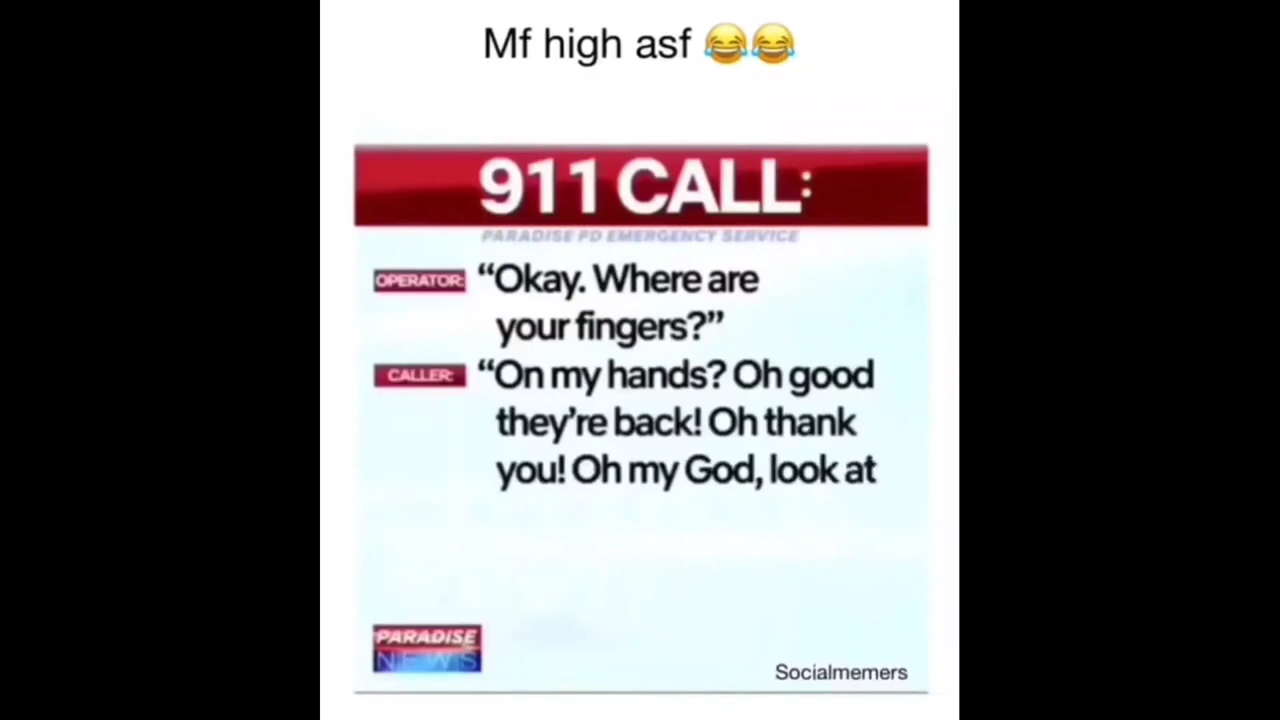 Mf high asf 😂😂
911 CALL:
PARADISE PD EMERGENCY SERVICE
OPERATOR: “Okay. Where are
your fingers?”
CALLER: “On my hands? Oh good
they’re back! Oh thank
you! Oh my God, look at
PARADISE
NEWS
Socialmemers